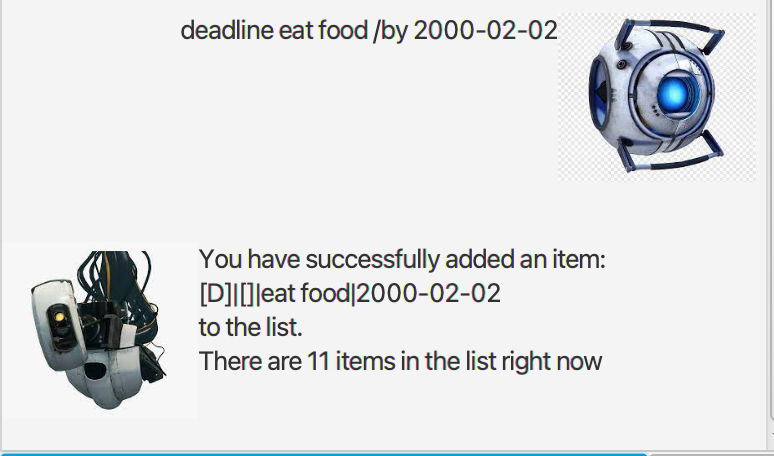 deadline eat food /by 2000-02-02
You have successfully added an item:
[D]|[]|eat food|2000-02-02
to the list.
There are 11 items in the list right now